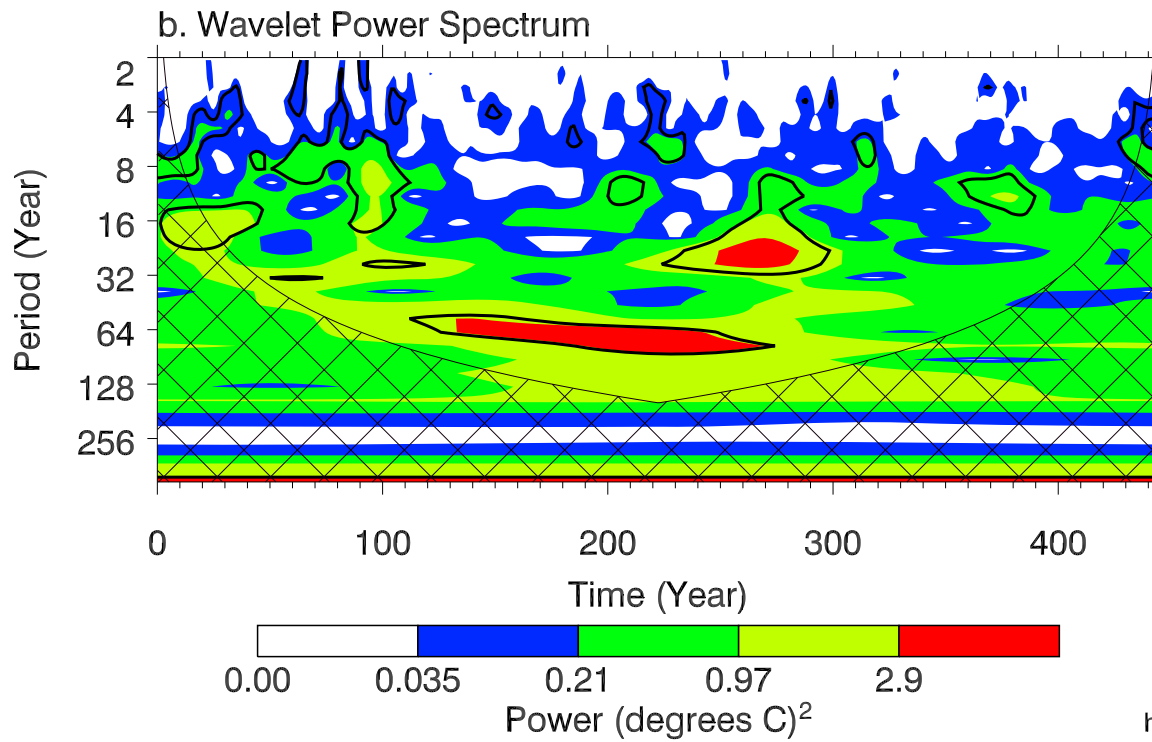 b. Wavelet Power Spectrum
Period (Year)
2
4
8
16
32
64
128
256
0 100 200 300 400
Time (Year)
0.00 0.035 0.21 0.97 2.9
Power (degrees C)2